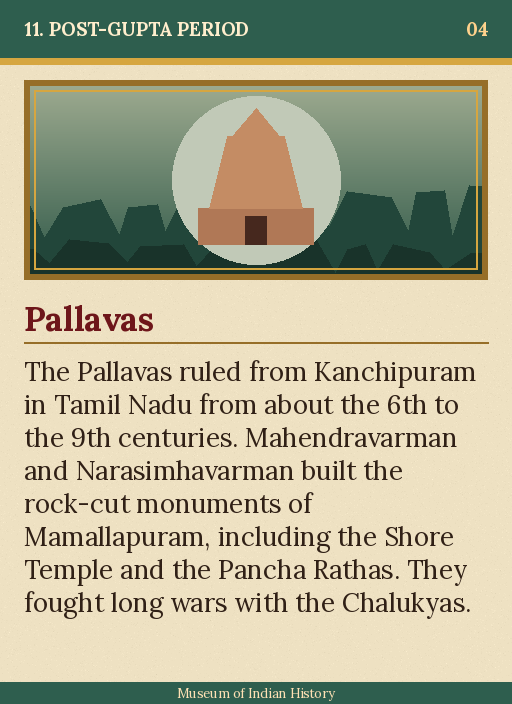 11. POST-GUPTA PERIOD
04
Pallavas
The Pallavas ruled from Kanchipuram
in Tamil Nadu from about the 6th to
the 9th centuries. Mahendravarman
and Narasimhavarman built the
rock-cut monuments of
Mamallapuram, including the Shore
Temple and the Pancha Rathas. They
fought long wars with the Chalukyas.
Museum of Indian History